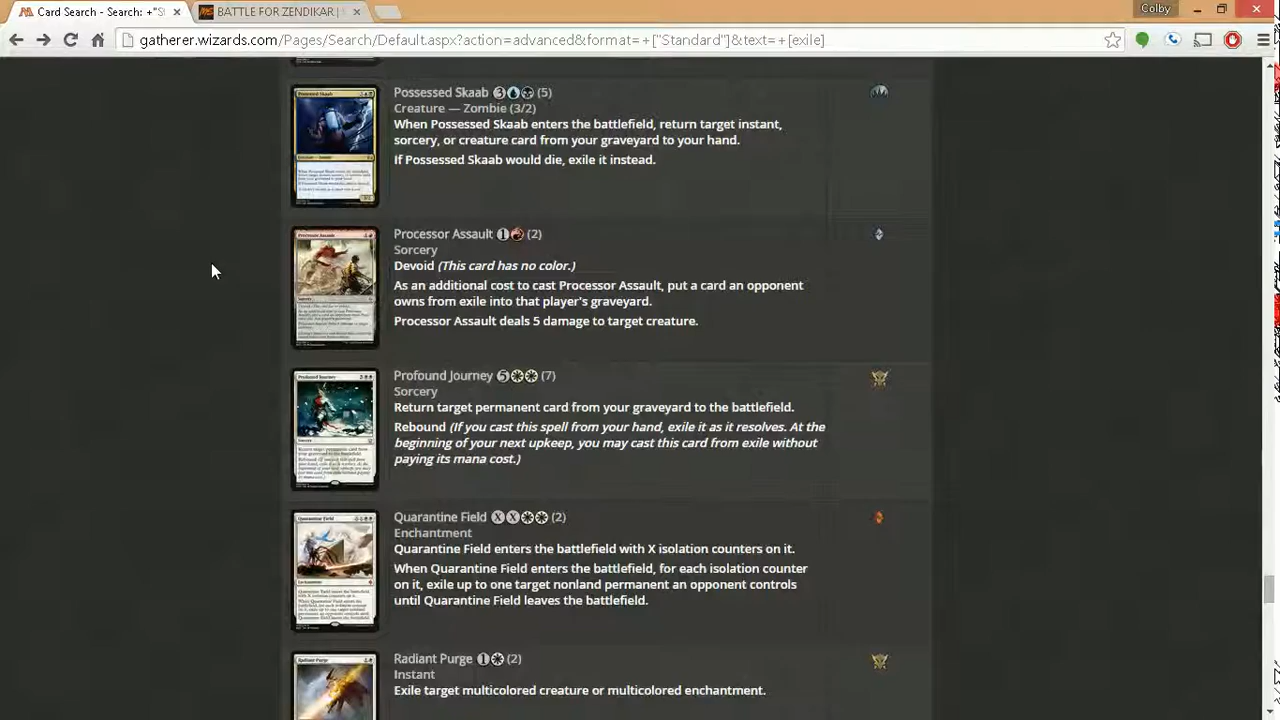 Card Search - Search: +"St
BATTLE FOR ZENDIKAR |
Colby
gatherer.wizards.com/Pages/Search/Default.aspx?action=advanced&format=+["Standard"]&text=+[exile]
Possessed Skaab 3 (5)
Creature — Zombie (3/2)
When Possessed Skaab enters the battlefield, return target instant,
sorcery, or creature card from your graveyard to your hand.
If Possessed Skaab would die, exile it instead.
Processor Assault 1 (2)
Sorcery
Devoid (This card has no color.)
As an additional cost to cast Processor Assault, put a card an opponent
owns from exile into that player's graveyard.
Processor Assault deals 5 damage to target creature.
Profound Journey 5 (7)
Sorcery
Return target permanent card from your graveyard to the battlefield.
Rebound (If you cast this spell from your hand, exile it as it resolves. At the
beginning of your next upkeep, you may cast this card from exile without
paying its mana cost.)
Quarantine Field X X (2)
Enchantment
Quarantine Field enters the battlefield with X isolation counters on it.
When Quarantine Field enters the battlefield, for each isolation counter
on it, exile up to one target nonland permanent an opponent controls
until Quarantine Field leaves the battlefield.
Radiant Purge 1 (2)
Instant
Exile target multicolored creature or multicolored enchantment.